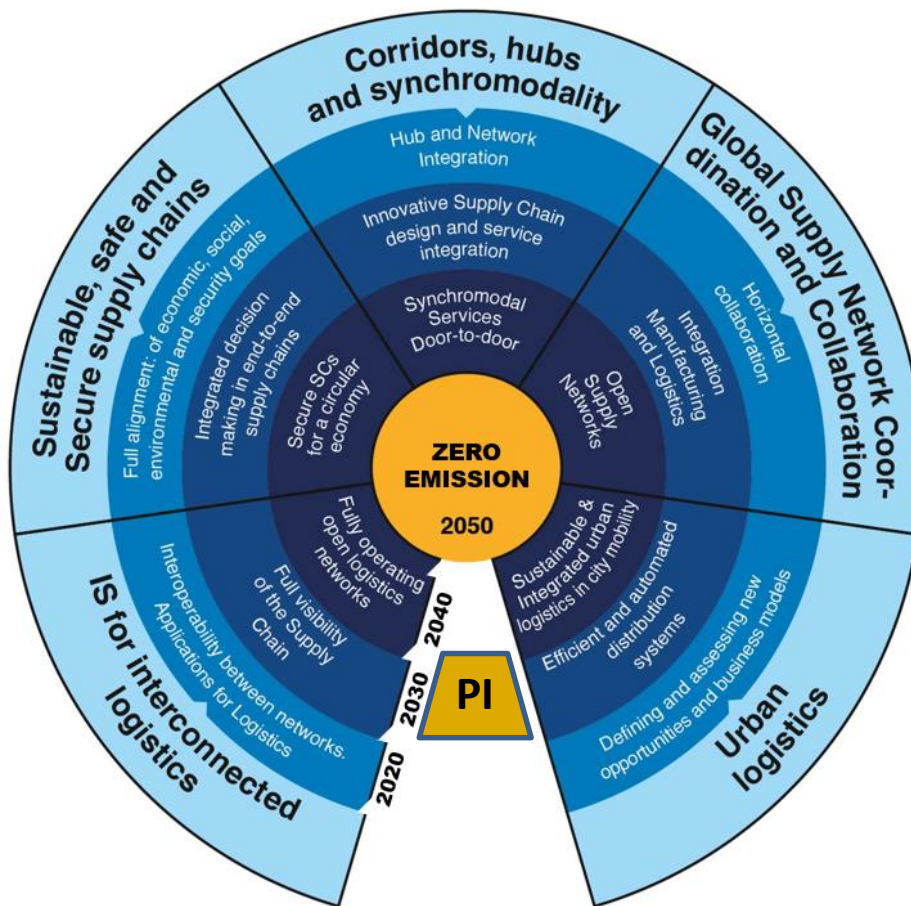 Corridors, hubs
and synchromodality
Hub and Network
Integration
Innovative Supply Chain
design and service
integration
Synchromodal
Services
Door-to-door
Global Supply Network Coor-
dination and Collaboration
Horizontal
collaboration
Integration
Manufacturing
and Logistics
Open
Supply
Networks
Urban
logistics
Defining and assessing new
opportunities and business models
Efficient and automated
distribution
systems
Sustainable &
Integrated urban
logistics in city mobility
Sustainable, safe and
Secure supply chains
Full alignment: of economic, social,
environmental and security goals
Integrated decision
making in end-to-end
supply chains
Secure SCs
for a circular
economy
IS for interconnected
logistics
Interoperability between networks.
Applications for Logistics
Full visibility
of the Supply
Chain
Fully operating
open logistics
networks
ZERO
EMISSION
2050
2040
2030
2020
PI